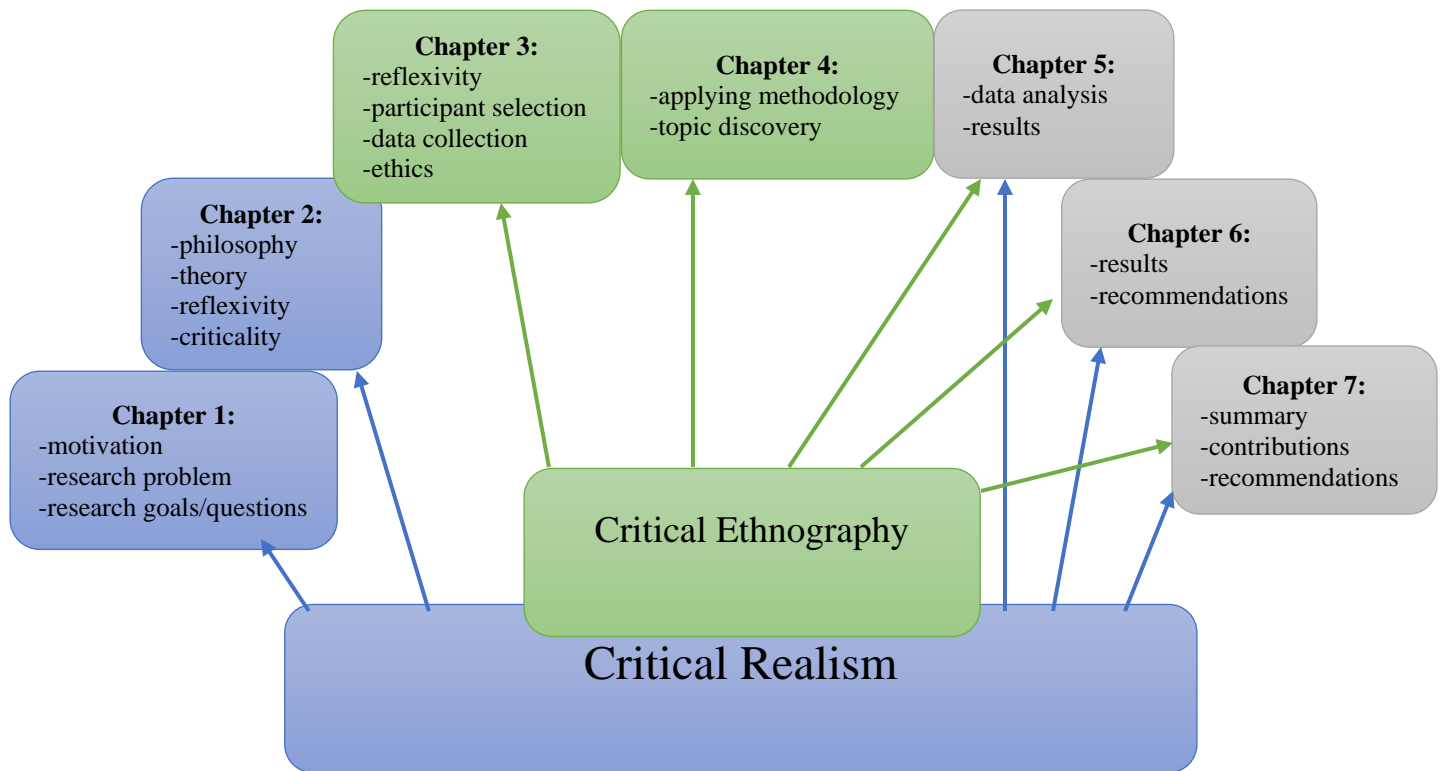 Chapter 1:
-motivation
-research problem
-research goals/questions
Chapter 2:
-philosophy
-theory
-reflexivity
-criticality
Chapter 3:
-reflexivity
-participant selection
-data collection
-ethics
Chapter 4:
-applying methodology
-topic discovery
Chapter 5:
-data analysis
-results
Chapter 6:
-results
-recommendations
Chapter 7:
-summary
-contributions
-recommendations
Critical Ethnography
Critical Realism